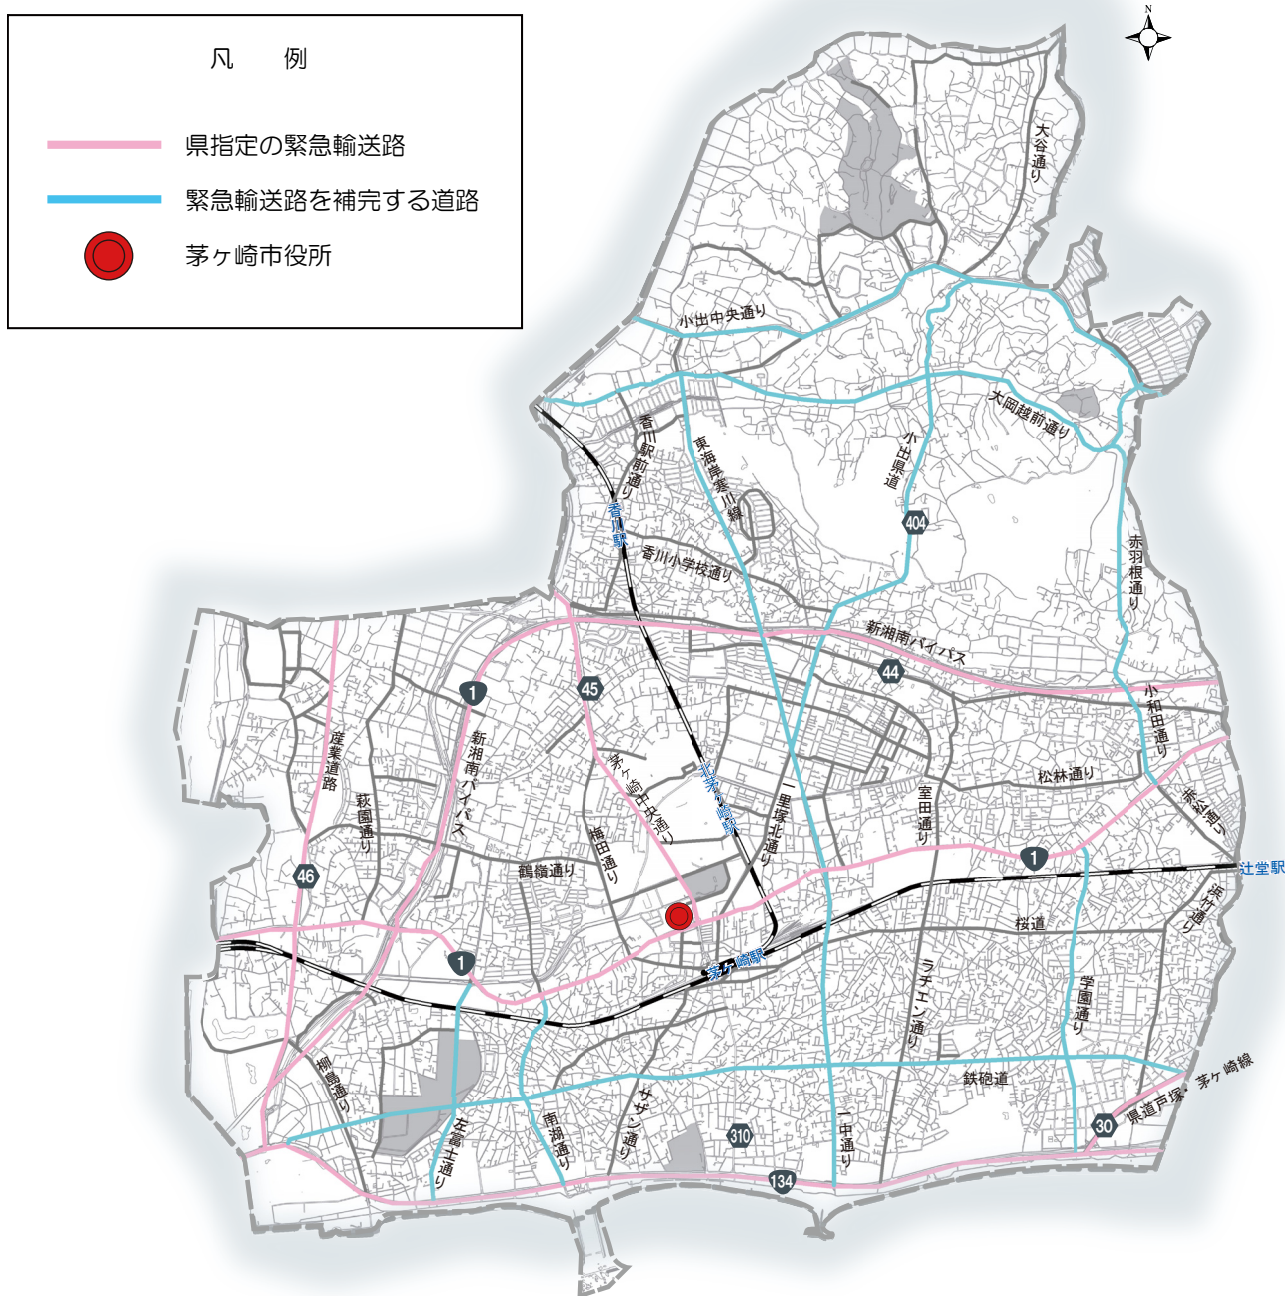 凡 例
県指定の緊急輸送路
緊急輸送路を補完する道路
茅ヶ崎市役所
N
大谷通り
小出中央通り
大岡越前通り
香川駅前通り
東海岸寒川線
小出県道
404
香川駅
香川小学校通り
赤羽根通り
新湘南バイパス
44
45
1
小和田通り
産業道路
新湘南バイパス
茅ヶ崎中央通り
北茅ヶ崎駅
松林通り
一里塚北通り
室田通り
赤松通り
萩園通り
梅田通り
鶴嶺通り
46
1
辻堂駅
浜竹通り
桜道
1
茅ヶ崎駅
ラチエン通り
学園通り
柳島通り
鉄砲道
県道戸塚・茅ヶ崎線
サザン通り
左富士通り
南湖通り
310
一中通り
30
134